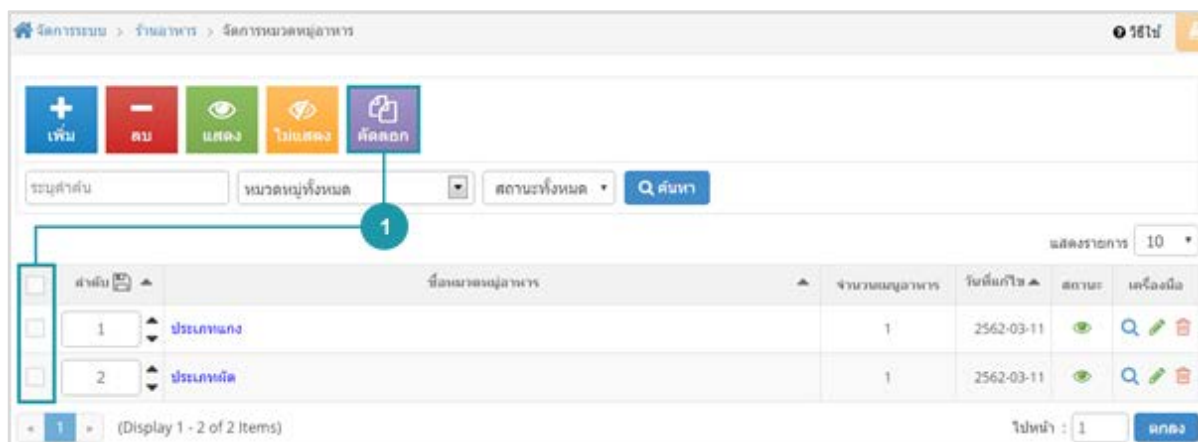 จัดการระบบ > ร้านอาหาร > จัดการหมวดหมู่อาหาร วิธีใช้
เพิ่ม ลบ แสดง ไม่แสดง คัดลอก
ระบุคำค้น หมวดหมู่ทั้งหมด สถานะทั้งหมด ค้นหา
1
แสดงรายการ 10
ลำดับ ชื่อหมวดหมู่อาหาร จำนวนเมนูอาหาร วันที่แก้ไข สถานะ เครื่องมือ
1 ประเภทแกง 1 2562-03-11
2 ประเภทผัด 1 2562-03-11
« 1 » (Display 1 - 2 of 2 Items) ไปหน้า : 1 ตกลง